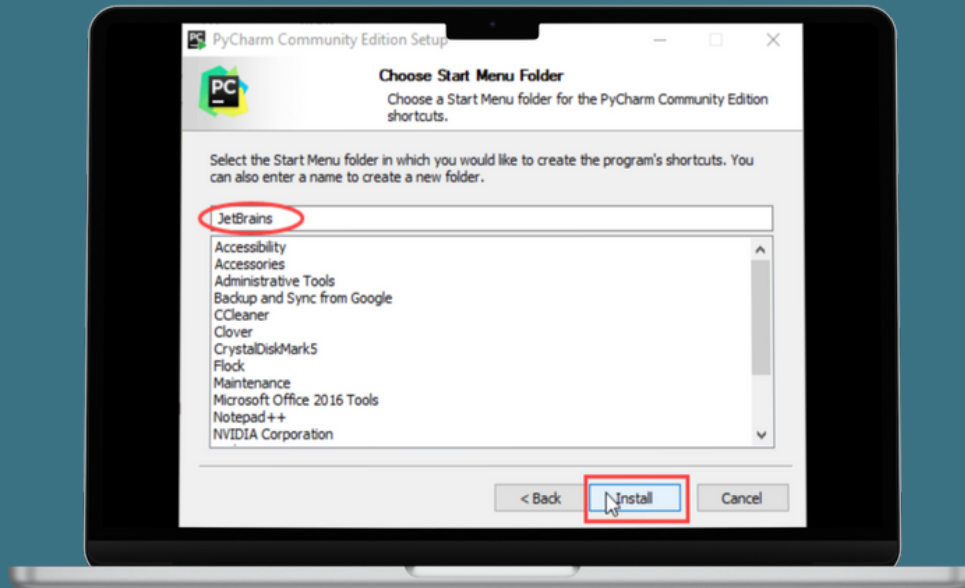 PC PyCharm Community Edition Setup
PC
Choose Start Menu Folder
Choose a Start Menu folder for the PyCharm Community Edition
shortcuts.
Select the Start Menu folder in which you would like to create the program's shortcuts. You
can also enter a name to create a new folder.
JetBrains
Accessibility
Accessories
Administrative Tools
Backup and Sync from Google
CCleaner
Clover
CrystalDiskMark5
Flock
Maintenance
Microsoft Office 2016 Tools
Notepad++
NVIDIA Corporation
< Back Install Cancel